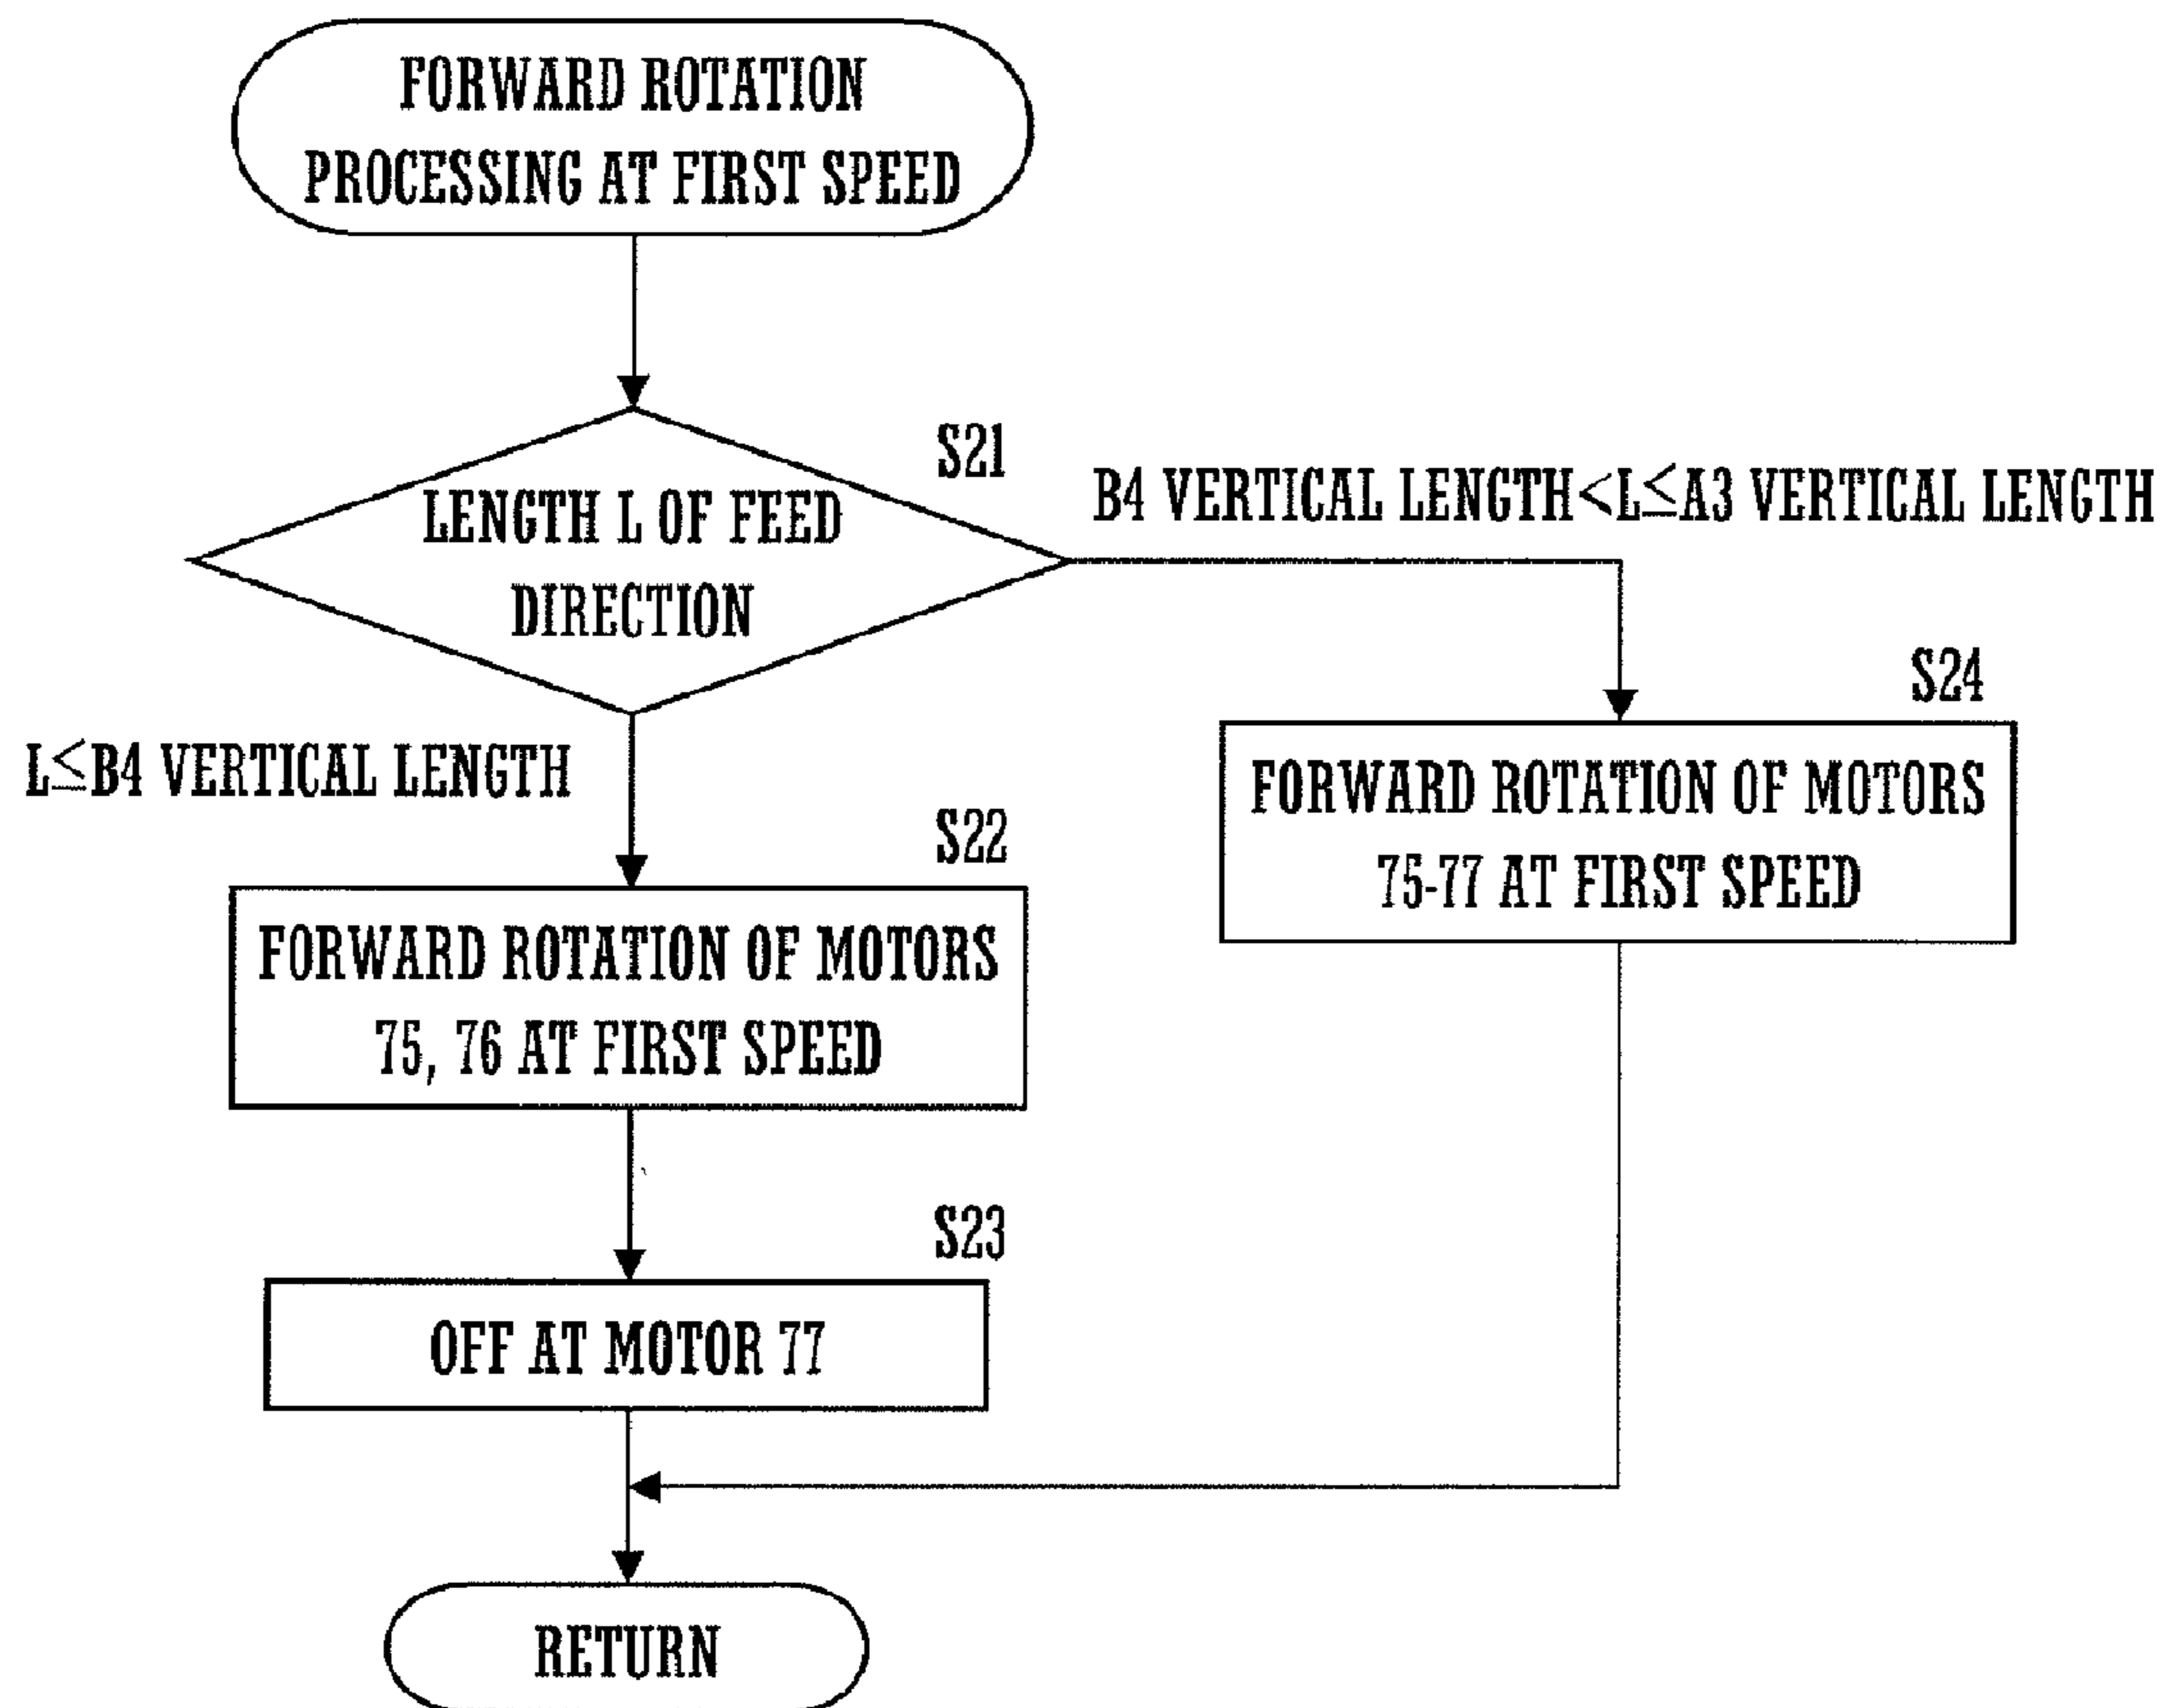 FORWARD ROTATION
PROCESSING AT FIRST SPEED
S21
LENGTH L OF FEED
DIRECTION
B4 VERTICAL LENGTH<L≦A3 VERTICAL LENGTH
L≦B4 VERTICAL LENGTH
S22
FORWARD ROTATION OF MOTORS
75, 76 AT FIRST SPEED
S24
FORWARD ROTATION OF MOTORS
75-77 AT FIRST SPEED
S23
OFF AT MOTOR 77
RETURN